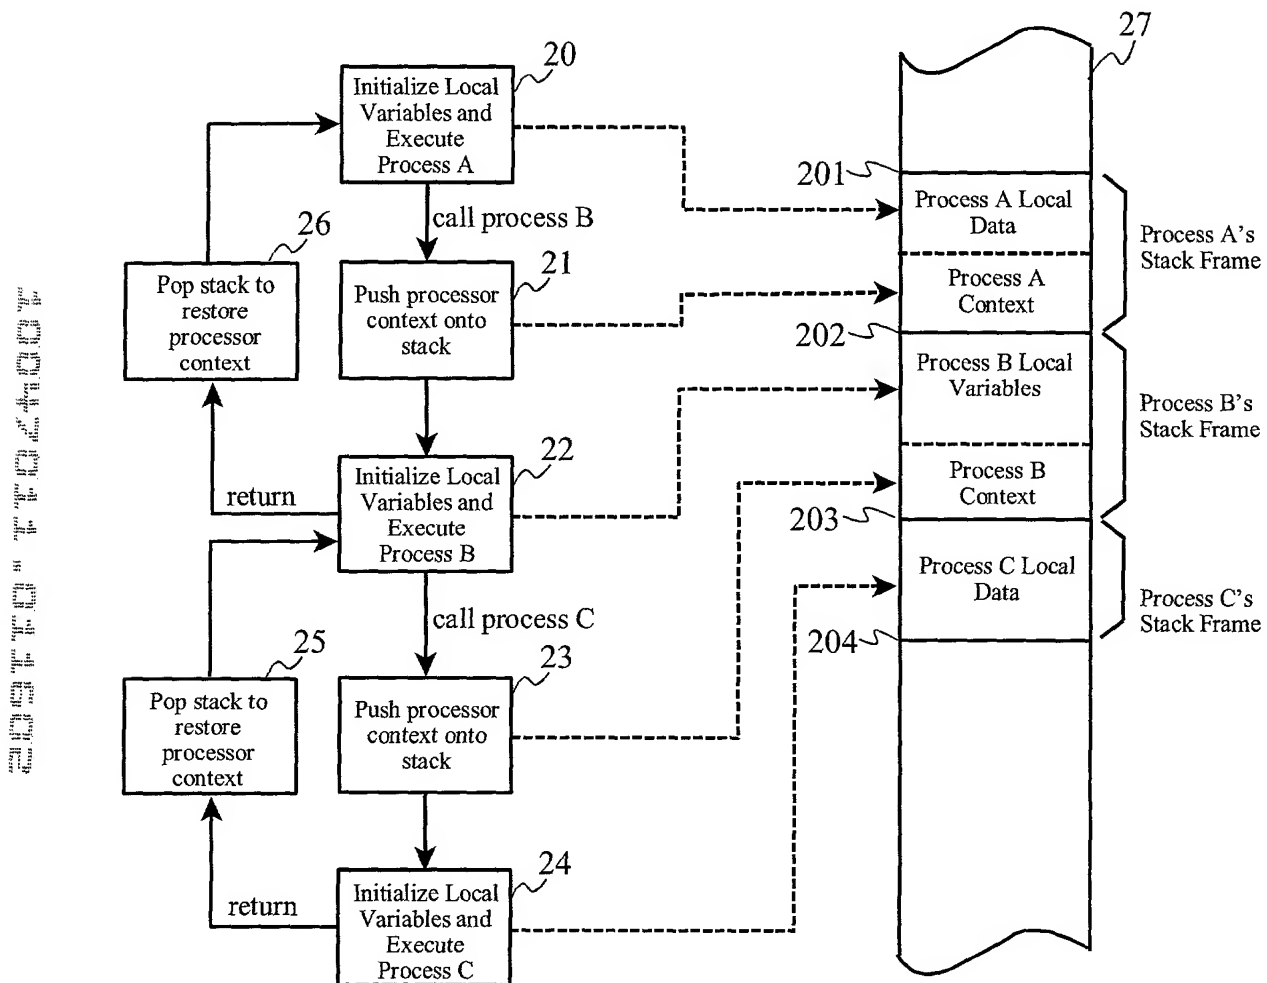 27
20
Initialize Local
Variables and
Execute
Process A
201
Process A Local
Data
Process A's
Stack Frame
call process B
26
Pop stack to
restore
processor
context
21
Push processor
context onto
stack
Process A
Context
202
Process B Local
Variables
Process B's
Stack Frame
22
Initialize Local
Variables and
Execute
Process B
return
Process B
Context
203
Process C Local
Data
Process C's
Stack Frame
204
call process C
25
Pop stack to
restore
processor
context
23
Push processor
context onto
stack
24
Initialize Local
Variables and
Execute
Process C
return